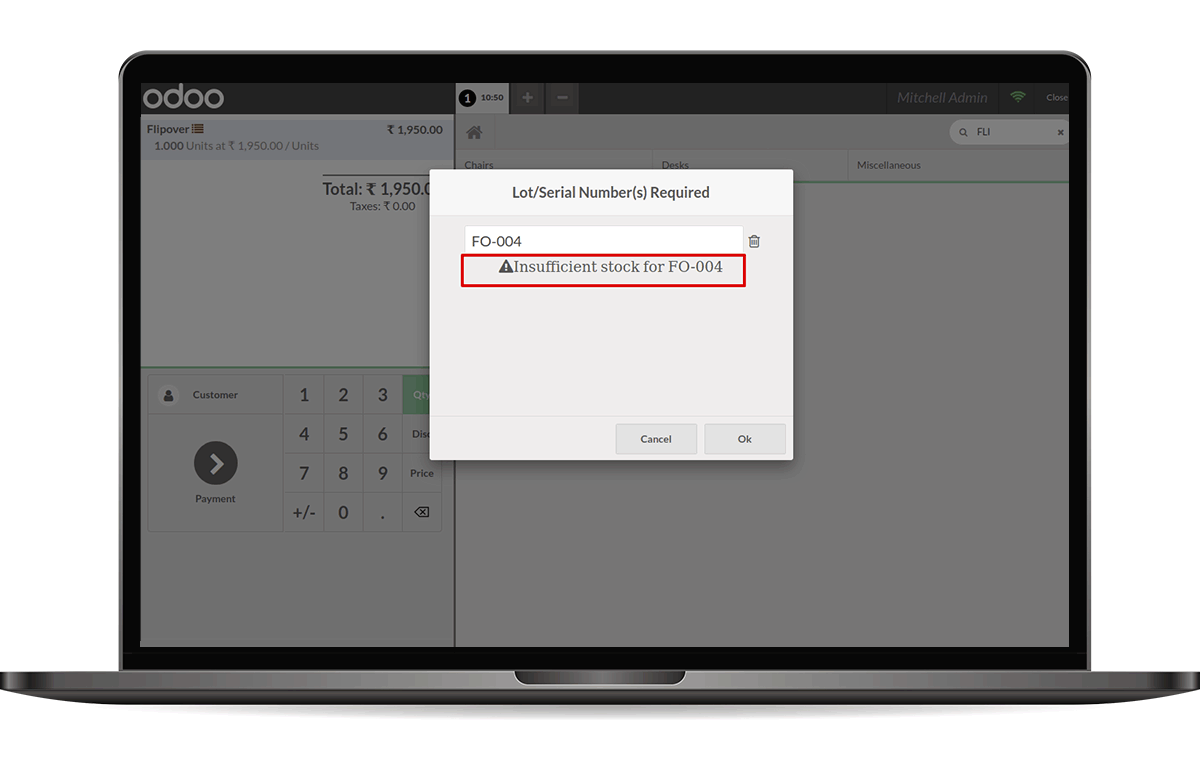 odoo
1 10:50 + −
Mitchell Admin
Close
Flipover ₹ 1,950.00
1.000 Units at ₹ 1,950.00 / Units
FLI
Chairs
Desks
Miscellaneous
Total: ₹ 1,950.0
Taxes: ₹ 0.00
Lot/Serial Number(s) Required
FO-004
Insufficient stock for FO-004
Cancel
Ok
Customer
Payment
1 2 3 Qty
4 5 6 Disc
7 8 9 Price
+/- 0 .